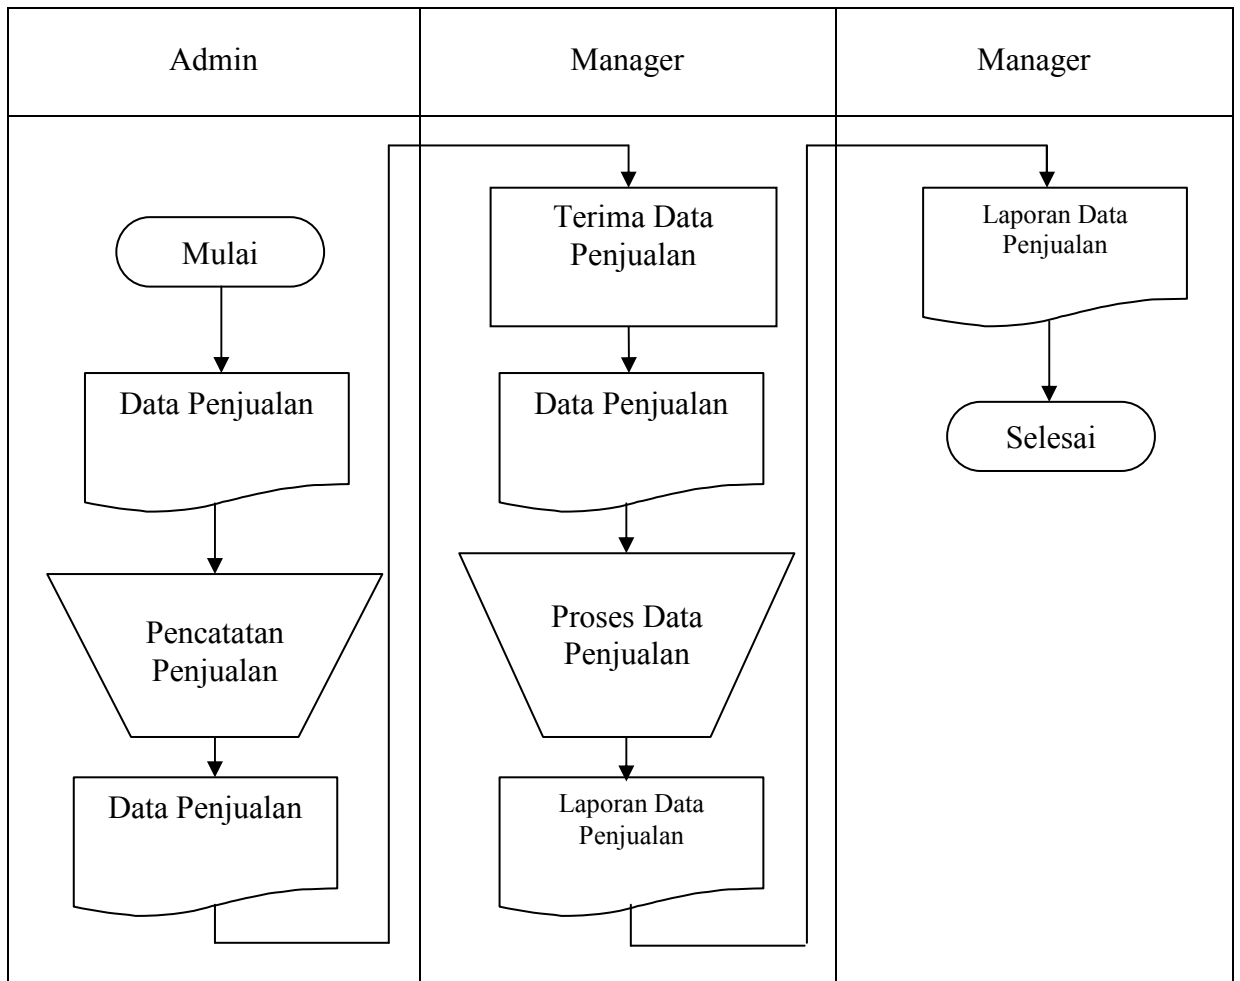 Admin
Manager
Manager
Mulai
Data Penjualan
Pencatatan
Penjualan
Data Penjualan
Terima Data
Penjualan
Data Penjualan
Proses Data
Penjualan
Laporan Data
Penjualan
Laporan Data
Penjualan
Selesai